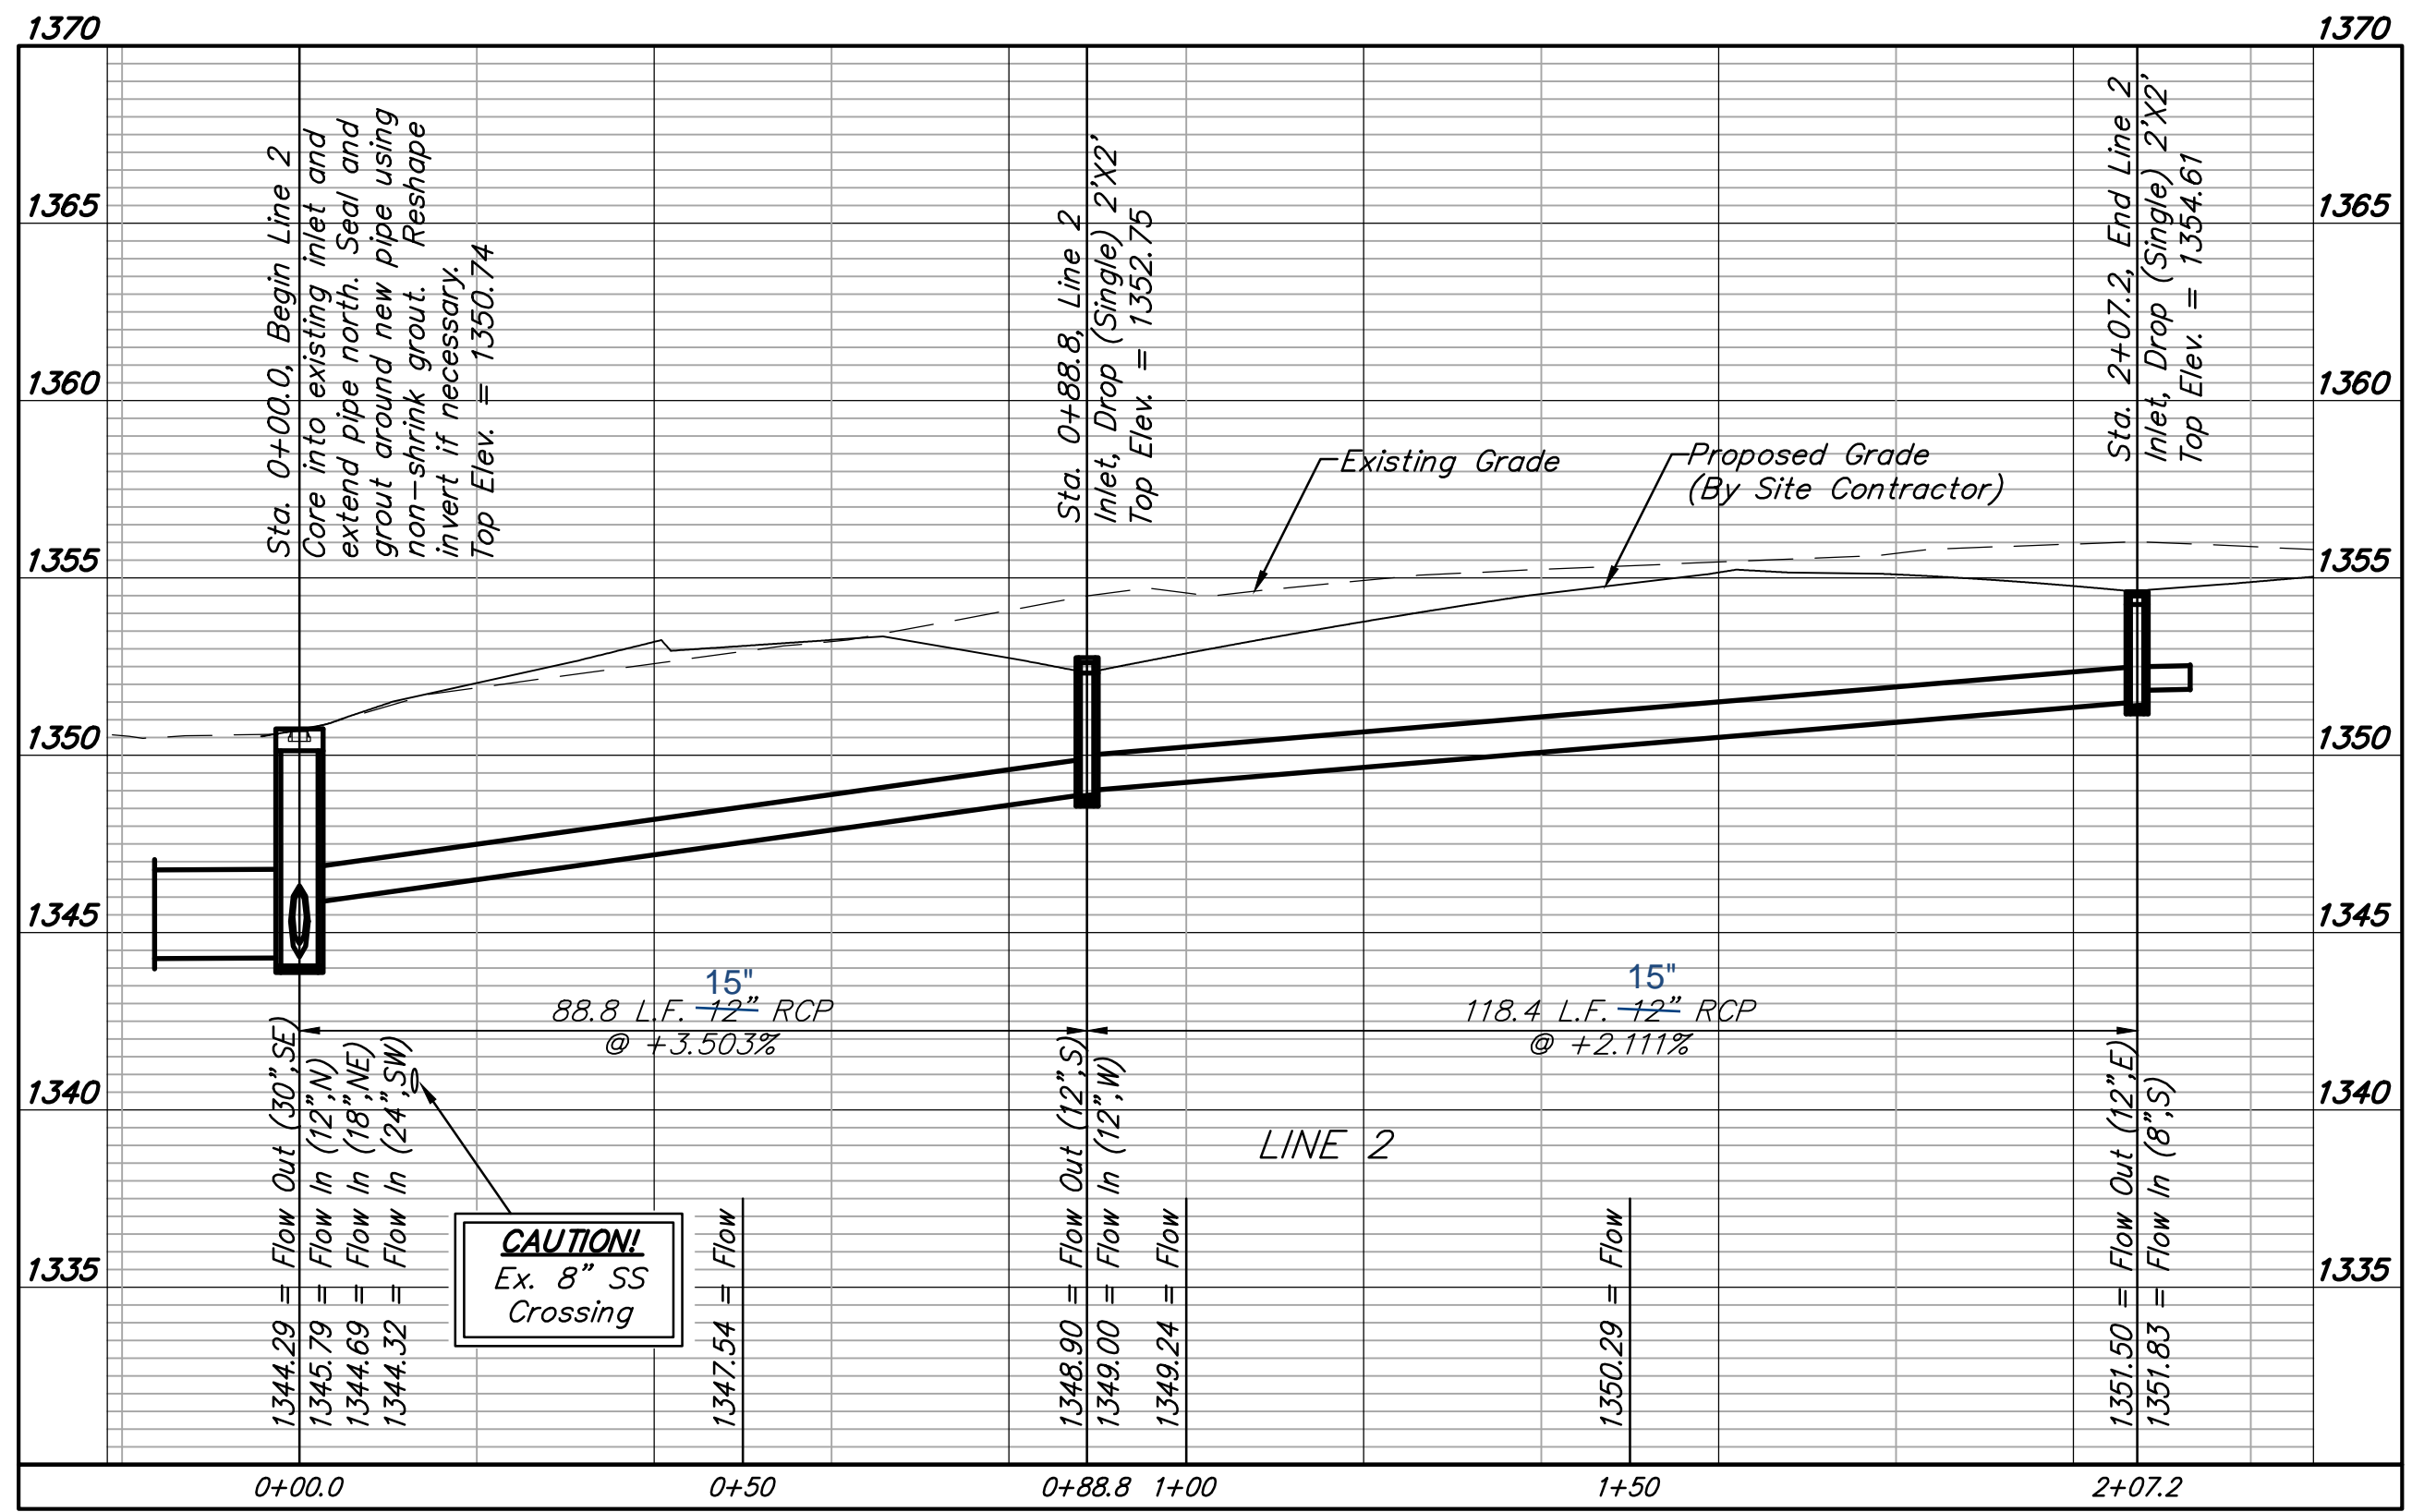 1370
1370
1365
1365
1360
1360
1355
1355
1350
1350
1345
1345
1340
1340
1335
1335
Sta. 0+00.0, Begin Line 2
Core into existing inlet and
extend pipe north. Seal and
grout around new pipe using
non-shrink grout. Reshape
invert if necessary.
Top Elev. = 1350.74
Sta. 0+88.8, Line 2
Inlet, Drop (Single) 2'X2'
Top Elev. = 1352.75
Sta. 2+07.2, End Line 2
Inlet, Drop (Single) 2'X2'
Top Elev. = 1354.61
Existing Grade
Proposed Grade
(By Site Contractor)
15"
88.8 L.F. 12" RCP
@ +3.503%
15"
118.4 L.F. 12" RCP
@ +2.111%
LINE 2
CAUTION!
Ex. 8" SS
Crossing
1344.29 = Flow Out (30",SE)
1345.79 = Flow In (12",N)
1344.69 = Flow In (18",NE)
1344.32 = Flow In (24",SW)
1347.54 = Flow
1348.90 = Flow Out (12",S)
1349.00 = Flow In (12",W)
1349.24 = Flow
1350.29 = Flow
1351.50 = Flow Out (12",E)
1351.83 = Flow In (8",S)
0+00.0
0+50
0+88.8
1+00
1+50
2+07.2